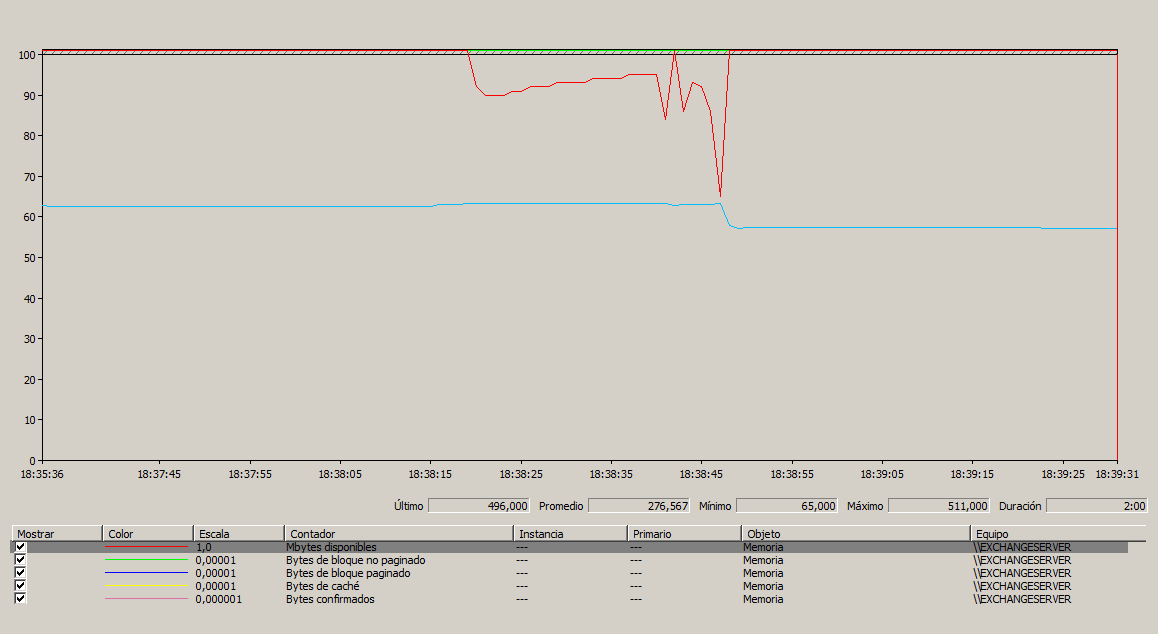 100
90
80
70
60
50
40
30
20
10
0
18:35:36 18:37:45 18:37:55 18:38:05 18:38:15 18:38:25 18:38:35 18:38:45 18:38:55 18:39:05 18:39:15 18:39:25 18:39:31
Último 496,000 Promedio 276,567 Mínimo 65,000 Máximo 511,000 Duración 2:00
Mostrar Color Escala Contador Instancia Primario Objeto Equipo
1,0 Mbytes disponibles --- --- Memoria \\EXCHANGESERVER
0,00001 Bytes de bloque no paginado --- --- Memoria \\EXCHANGESERVER
0,00001 Bytes de bloque paginado --- --- Memoria \\EXCHANGESERVER
0,00001 Bytes de caché --- --- Memoria \\EXCHANGESERVER
0,000001 Bytes confirmados --- --- Memoria \\EXCHANGESERVER